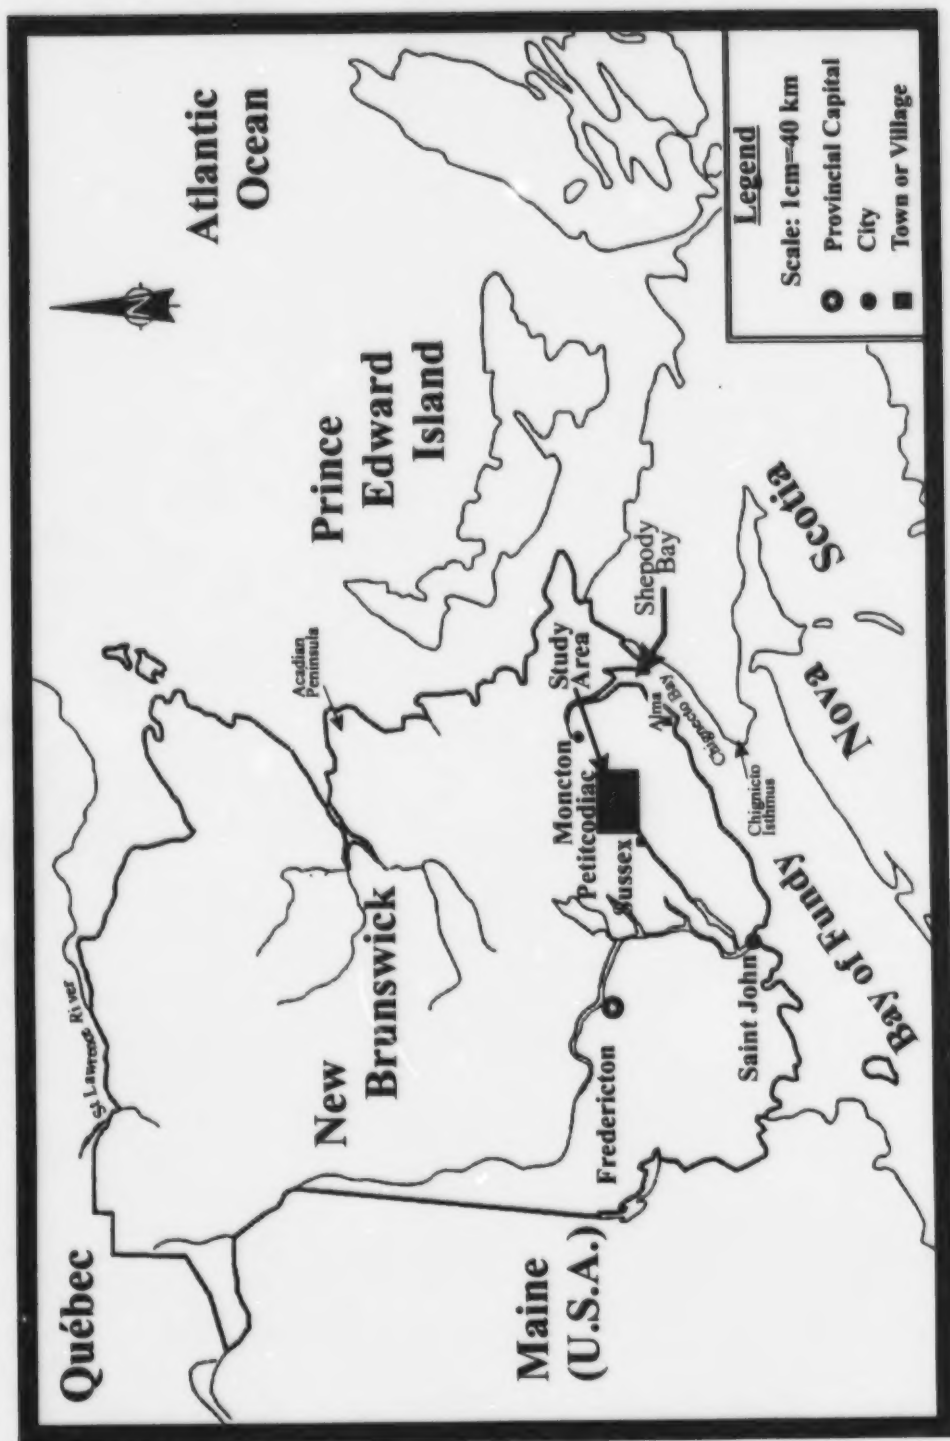 Québec
St. Lawrence River
Atlantic
Ocean
N
New
Brunswick
Acadian
Peninsula
Prince
Edward
Island
Maine
(U.S.A.)
Fredericton
Moncton
Petitcodiac
Sussex
Study
Area
Shepody
Bay
Alma
Chignecto Bay
Chignicto
Isthmus
Saint John
Bay of Fundy
Nova Scotia
Legend
Scale: 1cm=40 km
Provincial Capital
City
Town or Village